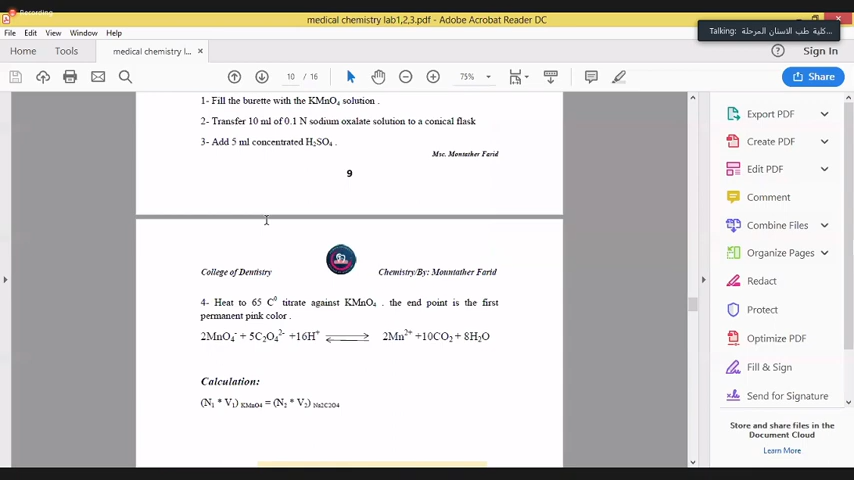 Recording
medical chemistry lab1,2,3.pdf - Adobe Acrobat Reader DC
File Edit View Window Help
Talking: كلية طب الاسنان المرحلة...
Home Tools medical chemistry l... × Sign In
10 / 16 75% Share
1- Fill the burette with the KMnO₄ solution .
2- Transfer 10 ml of 0.1 N sodium oxalate solution to a conical flask
3- Add 5 ml concentrated H₂SO₄ .
Msc. Montather Farid
9
College of Dentistry Chemistry/By: Mountather Farid
4- Heat to 65 C⁰ titrate against KMnO₄ . the end point is the first
permanent pink color .
2MnO₄⁻ + 5C₂O₄²⁻ +16H⁺ ⇌ 2Mn²⁺ +10CO₂ + 8H₂O
Calculation:
(N₁ * V₁) KMnO4 = (N₂ * V₂) Na2C2O4
Export PDF
Create PDF
Edit PDF
Comment
Combine Files
Organize Pages
Redact
Protect
Optimize PDF
Fill & Sign
Send for Signature
Store and share files in the
Document Cloud
Learn More